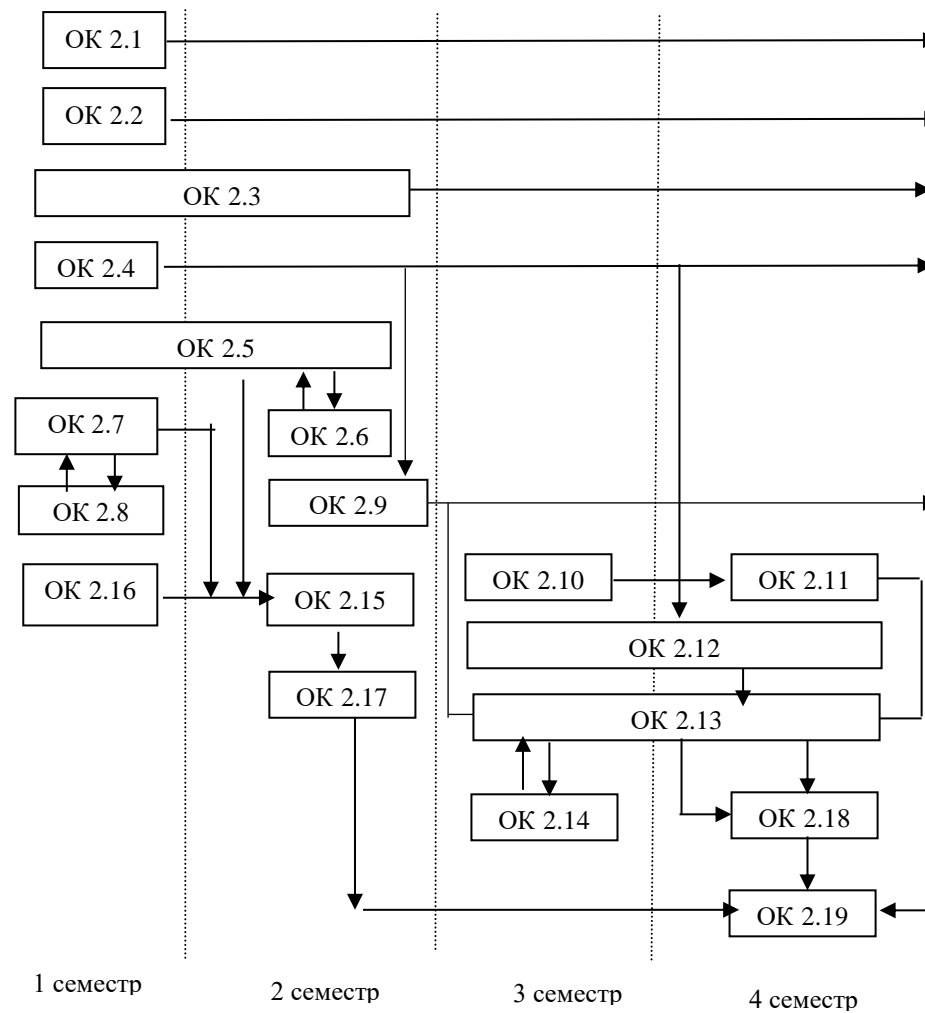 ОК 2.1
ОК 2.2
ОК 2.3
ОК 2.4
ОК 2.5
ОК 2.7
ОК 2.6
ОК 2.8
ОК 2.9
ОК 2.16
ОК 2.15
ОК 2.10
ОК 2.11
ОК 2.12
ОК 2.17
ОК 2.13
ОК 2.14
ОК 2.18
ОК 2.19
1 семестр
2 семестр
3 семестр
4 семестр